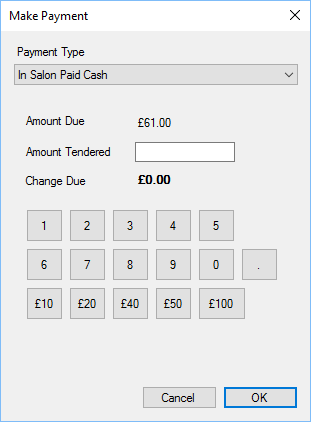 Make Payment
Payment Type
In Salon Paid Cash
Amount Due £61.00
Amount Tendered
Change Due £0.00
1 2 3 4 5
6 7 8 9 0 .
£10 £20 £40 £50 £100
Cancel OK